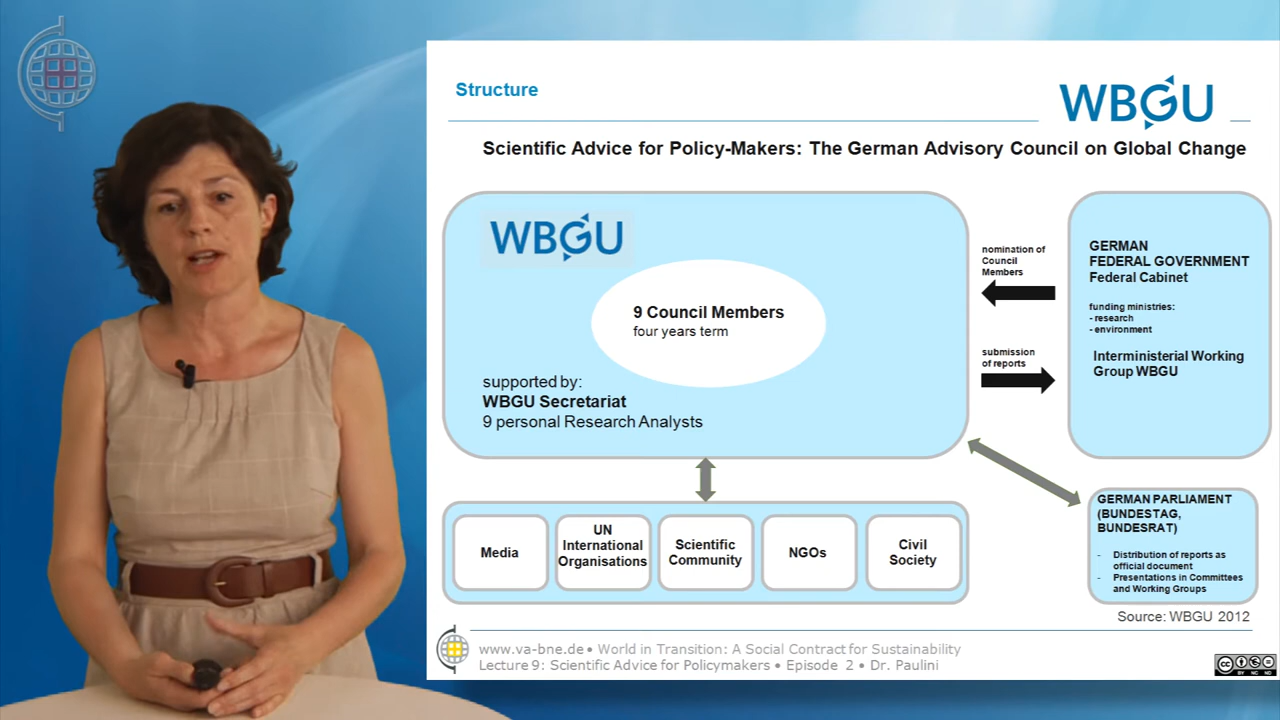 Structure
WBGU
Scientific Advice for Policy-Makers: The German Advisory Council on Global Change
WBGU
9 Council Members
four years term
supported by:
WBGU Secretariat
9 personal Research Analysts
nomination of
Council
Members
submission
of reports
GERMAN
FEDERAL GOVERNMENT
Federal Cabinet
funding ministries:
- research
- environment
Interministerial Working
Group WBGU
Media
UN
International
Organisations
Scientific
Community
NGOs
Civil
Society
GERMAN PARLIAMENT
(BUNDESTAG,
BUNDESRAT)
- Distribution of reports as
official document
- Presentations in Committees
and Working Groups
Source: WBGU 2012
www.va-bne.de • World in Transition: A Social Contract for Sustainability
Lecture 9: Scientific Advice for Policymakers • Episode 2 • Dr. Paulini
cc
BY NC ND